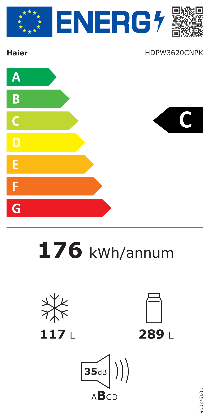 ENERG
Haier HDPW3620CNPK
A
B
C
C
D
E
F
G
176 kWh/annum
117 L 289 L
35dB
ABCD